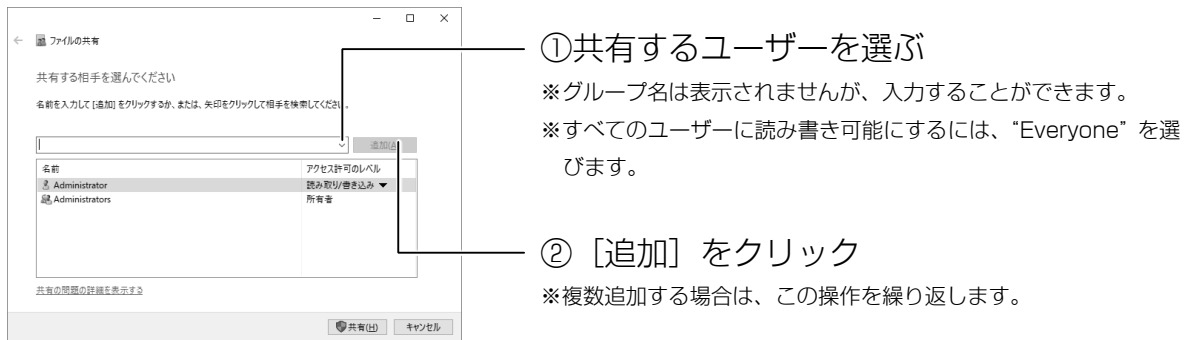 ファイルの共有
共有する相手を選んでください
名前を入力して [追加] をクリックするか、または、矢印をクリックして相手を検索してください。
追加(A)
名前 アクセス許可のレベル
Administrator 読み取り/書き込み ▼
Administrators 所有者
共有の問題の詳細を表示する
共有(H) キャンセル
①共有するユーザーを選ぶ
※グループ名は表示されませんが、入力することができます。
※すべてのユーザーに読み書き可能にするには、“Everyone”を選
びます。
②［追加］をクリック
※複数追加する場合は、この操作を繰り返します。